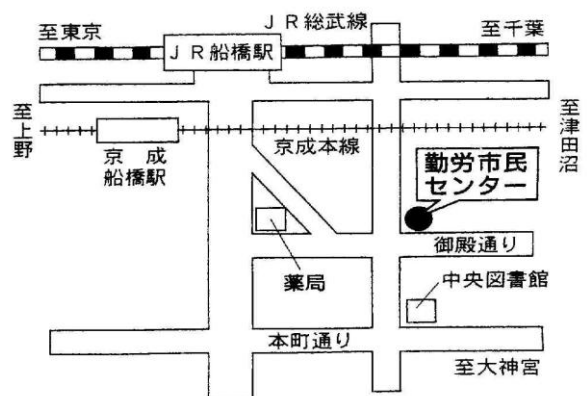 JR総武線
至東京
至千葉
JR船橋駅
至上野
至津田沼
京成
船橋駅
京成本線
勤労市民
センター
御殿通り
薬局
中央図書館
本町通り
至大神宮